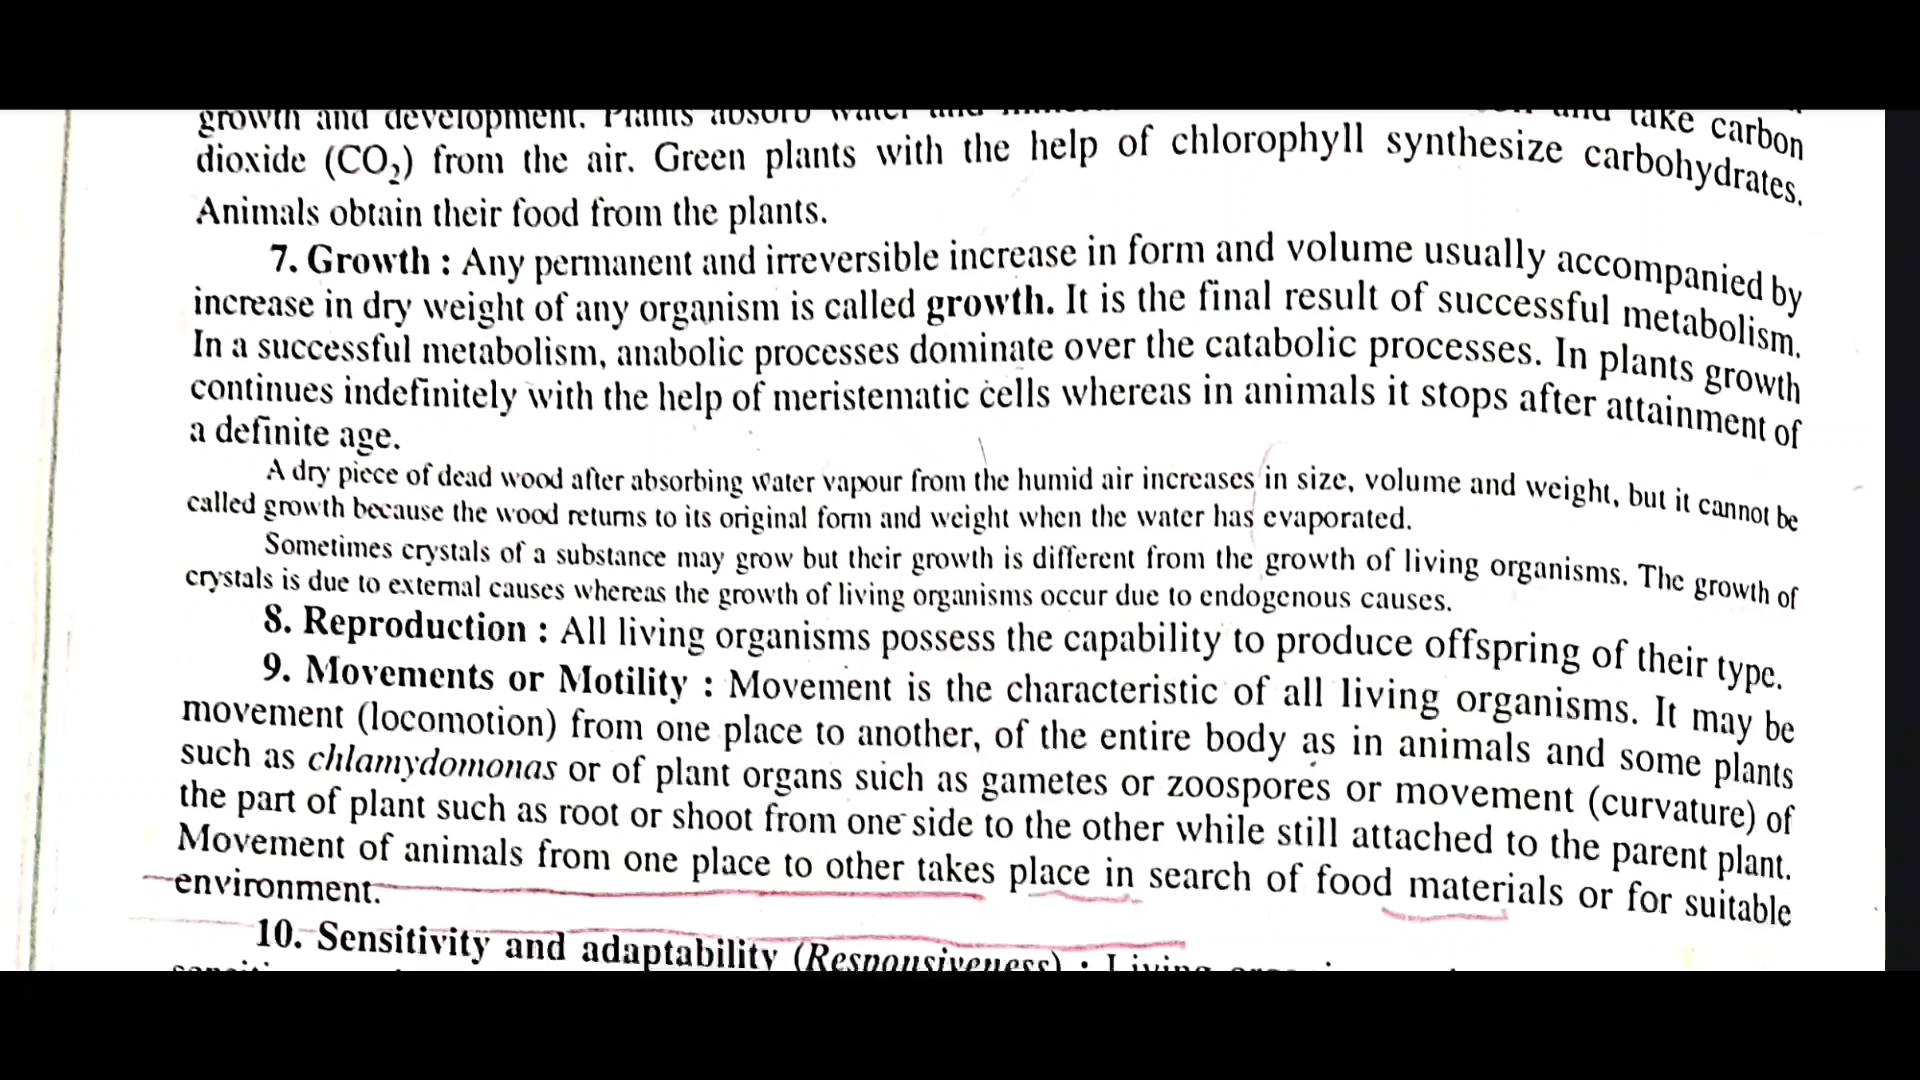 growth and development. Plants absorb water and and take carbon
dioxide (CO₂) from the air. Green plants with the help of chlorophyll synthesize carbohydrates.
Animals obtain their food from the plants.
7. Growth : Any permanent and irreversible increase in form and volume usually accompanied by
increase in dry weight of any organism is called growth. It is the final result of successful metabolism.
In a successful metabolism, anabolic processes dominate over the catabolic processes. In plants growth
continues indefinitely with the help of meristematic cells whereas in animals it stops after attainment of
a definite age.
A dry piece of dead wood after absorbing water vapour from the humid air increases in size, volume and weight, but it cannot be
called growth because the wood returns to its original form and weight when the water has evaporated.
Sometimes crystals of a substance may grow but their growth is different from the growth of living organisms. The growth of
crystals is due to external causes whereas the growth of living organisms occur due to endogenous causes.
8. Reproduction : All living organisms possess the capability to produce offspring of their type.
9. Movements or Motility : Movement is the characteristic of all living organisms. It may be
movement (locomotion) from one place to another, of the entire body as in animals and some plants
such as chlamydomonas or of plant organs such as gametes or zoospores or movement (curvature) of
the part of plant such as root or shoot from one side to the other while still attached to the parent plant.
Movement of animals from one place to other takes place in search of food materials or for suitable
environment.
10. Sensitivity and adaptability (Responsiveness) : Living